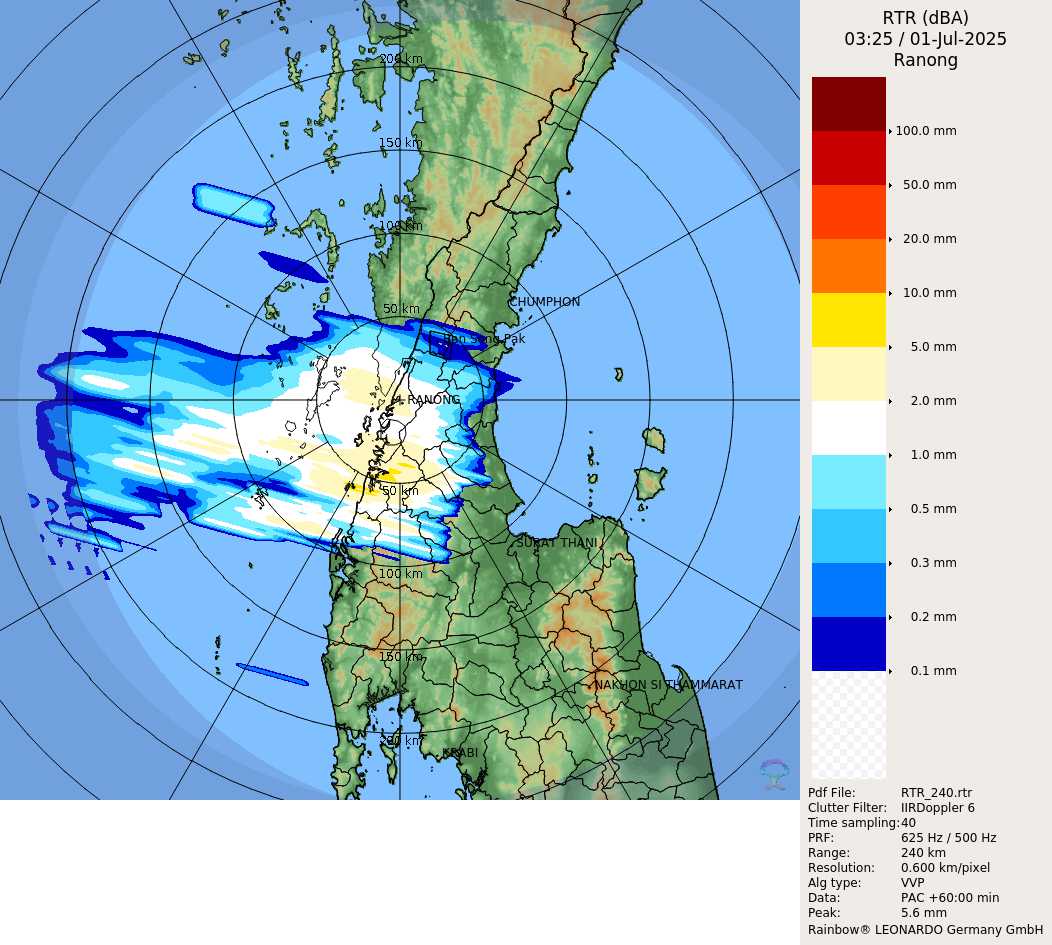 RTR (dBA)
03:25 / 01-Jul-2025
Ranong
200 km
150 km
100 km
50 km
CHUMPHON
Ban Song Pak
RANONG
50 km
SURAT THANI
100 km
150 km
NAKHON SI THAMMARAT
200 km
KRABI
100.0 mm
50.0 mm
20.0 mm
10.0 mm
5.0 mm
2.0 mm
1.0 mm
0.5 mm
0.3 mm
0.2 mm
0.1 mm
Pdf File: RTR_240.rtr
Clutter Filter: IIRDoppler 6
Time sampling:40
PRF: 625 Hz / 500 Hz
Range: 240 km
Resolution: 0.600 km/pixel
Alg type: VVP
Data: PAC +60:00 min
Peak: 5.6 mm
Rainbow® LEONARDO Germany GmbH